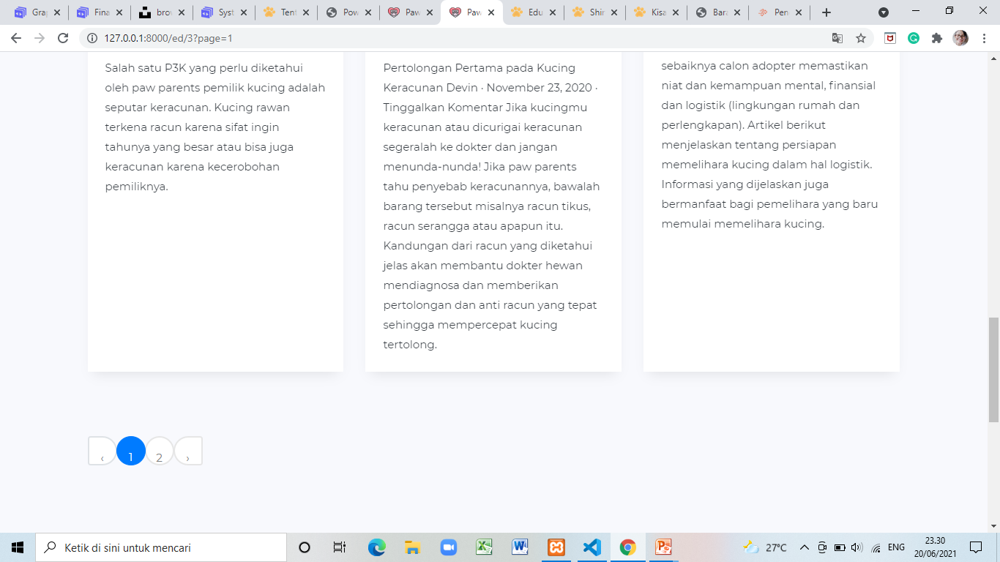 Grap
Fina
brov
Syst
Tent
Pow
Paw
Paw
Edu
Shir
Kisa
Bara
Pen
127.0.0.1:8000/ed/3?page=1
Salah satu P3K yang perlu diketahui
oleh paw parents pemilik kucing adalah
seputar keracunan. Kucing rawan
terkena racun karena sifat ingin
tahunya yang besar atau bisa juga
keracunan karena kecerobohan
pemiliknya.
Pertolongan Pertama pada Kucing
Keracunan Devin · November 23, 2020 ·
Tinggalkan Komentar Jika kucingmu
keracunan atau dicurigai keracunan
segeralah ke dokter dan jangan
menunda-nunda! Jika paw parents
tahu penyebab keracunannya, bawalah
barang tersebut misalnya racun tikus,
racun serangga atau apapun itu.
Kandungan dari racun yang diketahui
jelas akan membantu dokter hewan
mendiagnosa dan memberikan
pertolongan dan anti racun yang tepat
sehingga mempercepat kucing
tertolong.
sebaiknya calon adopter memastikan
niat dan kemampuan mental, finansial
dan logistik (lingkungan rumah dan
perlengkapan). Artikel berikut
menjelaskan tentang persiapan
memelihara kucing dalam hal logistik.
Informasi yang dijelaskan juga
bermanfaat bagi pemelihara yang baru
memulai memelihara kucing.
‹ 1 2 ›
Ketik di sini untuk mencari
27°C
ENG
23.30
20/06/2021